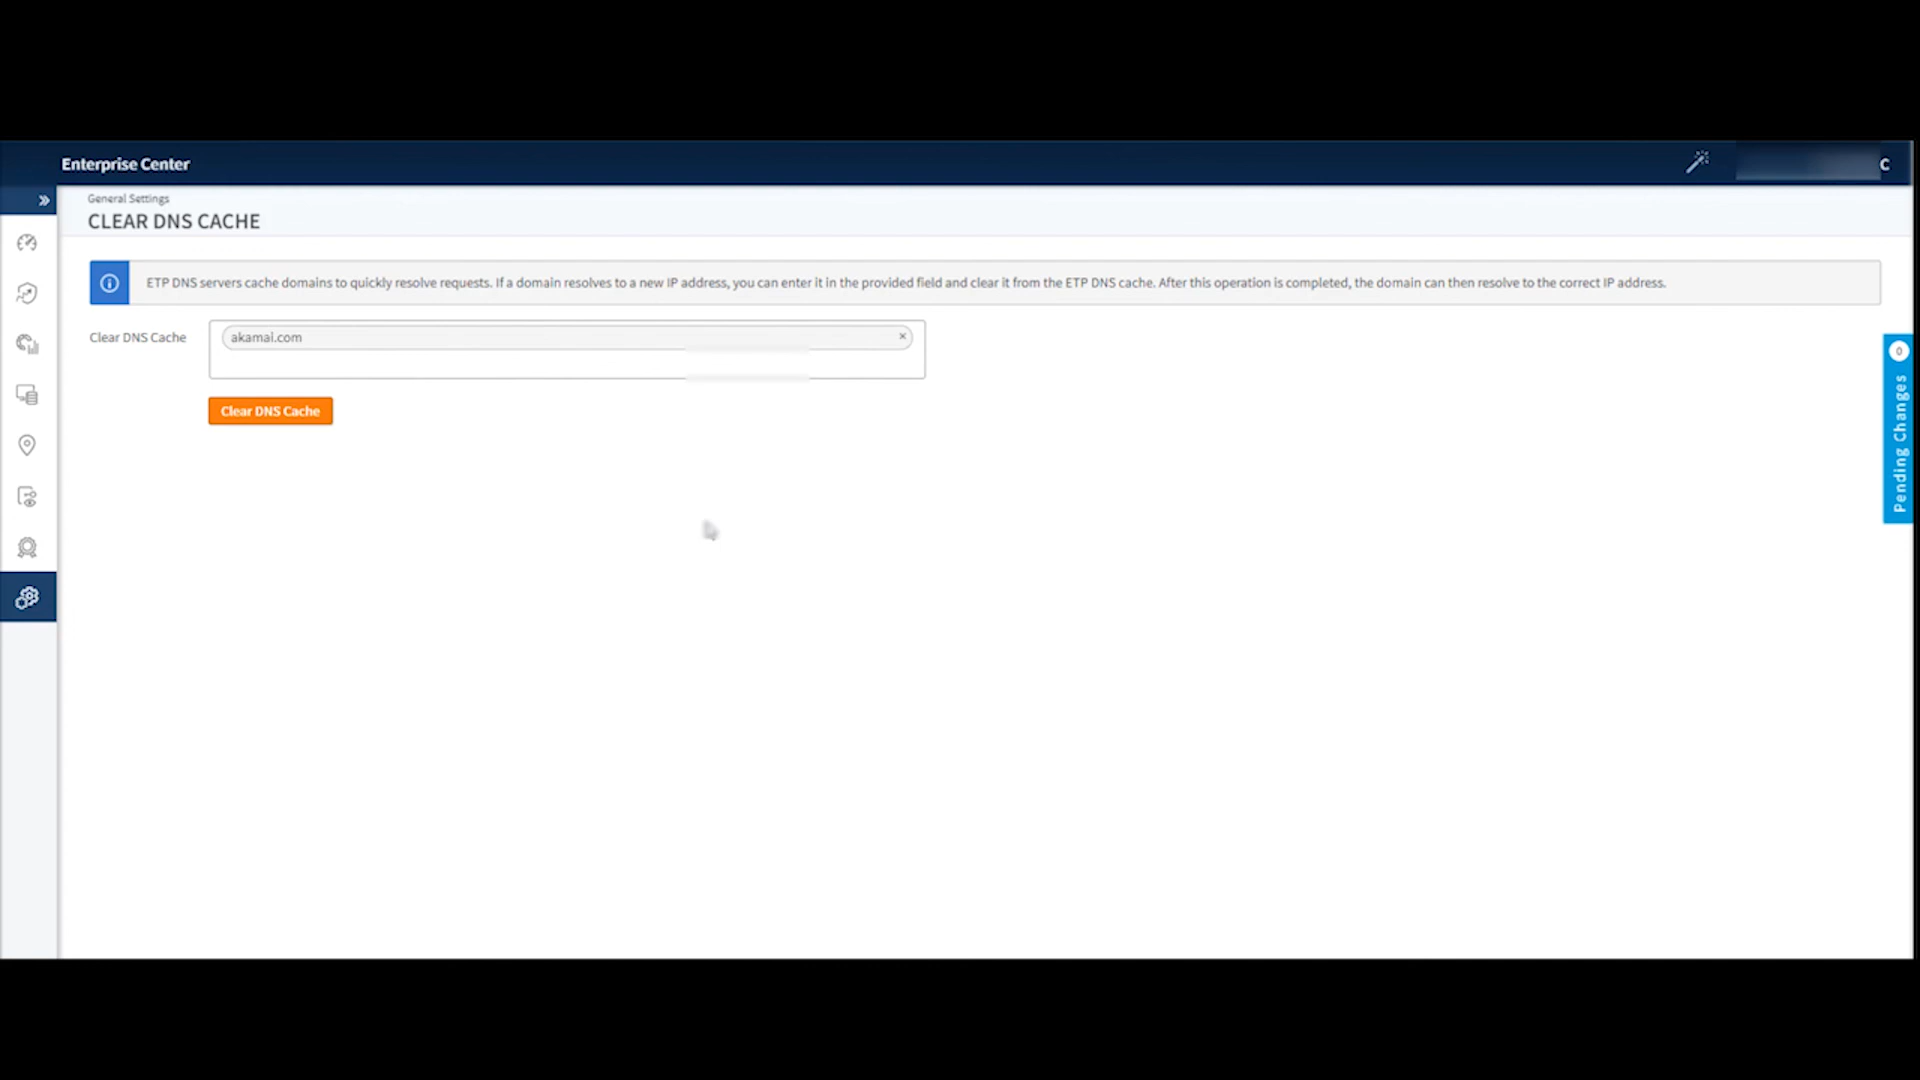 Enterprise Center
C
General Settings
CLEAR DNS CACHE
ETP DNS servers cache domains to quickly resolve requests. If a domain resolves to a new IP address, you can enter it in the provided field and clear it from the ETP DNS cache. After this operation is completed, the domain can then resolve to the correct IP address.
Clear DNS Cache
akamai.com
×
Clear DNS Cache
0
Pending Changes